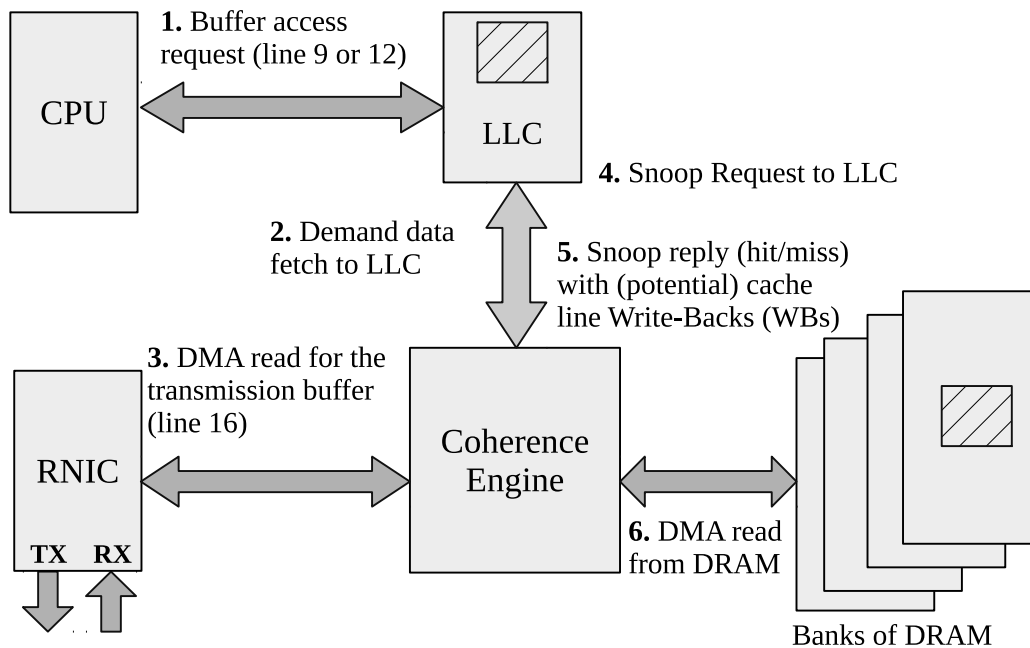 1. Buffer access
request (line 9 or 12)
CPU
LLC
4. Snoop Request to LLC
2. Demand data
fetch to LLC
5. Snoop reply (hit/miss)
with (potential) cache
line Write-Backs (WBs)
3. DMA read for the
transmission buffer
(line 16)
RNIC
TX RX
Coherence
Engine
6. DMA read
from DRAM
Banks of DRAM